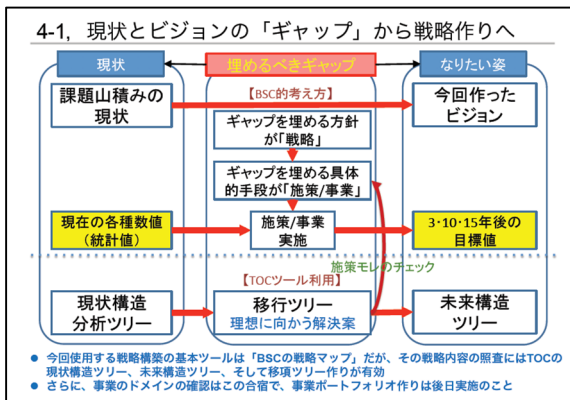 4-1, 現状とビジョンの「ギャップ」から戦略作りへ
現状
埋めるべきギャップ
なりたい姿
課題山積みの
現状
【BSC的考え方】
今回作った
ビジョン
ギャップを埋める方針
が「戦略」
ギャップを埋める具体
的手段が「施策/事業」
現在の各種数値
(統計値)
施策/事業
実施
3・10・15年後の
目標値
施策モレのチェック
【TOCツール利用】
現状構造
分析ツリー
移行ツリー
理想に向かう解決案
未来構造
ツリー
● 今回使用する戦略構築の基本ツールは「BSCの戦略マップ」だが、その戦略内容の照査にはTOCの
現状構造ツリー、未来構造ツリー、そして移項ツリー作りが有効
● さらに、事業のドメインの確認はこの合宿で、事業ポートフォリオ作りは後日実施のこと